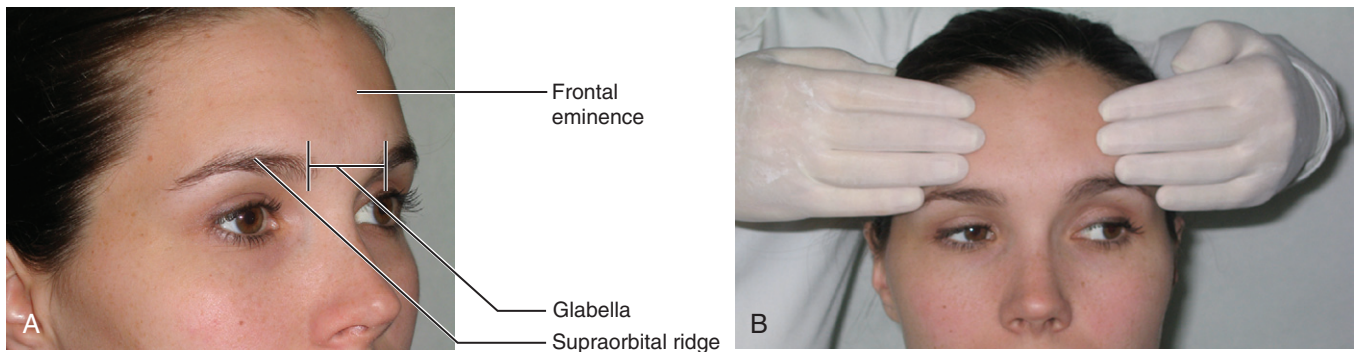 Frontal
eminence
Glabella
Supraorbital ridge
A
B